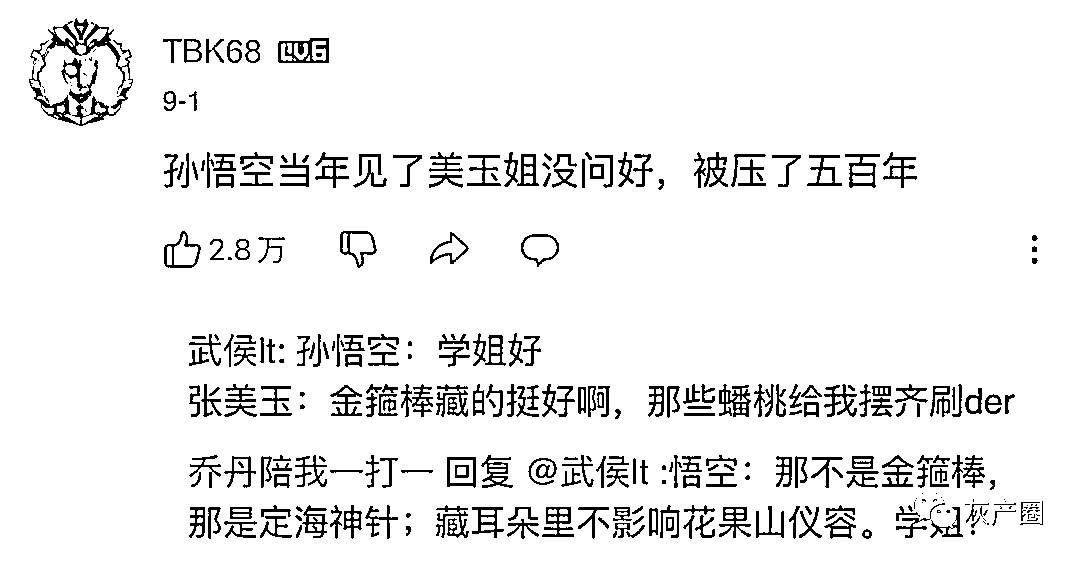 TBK68 LV6
9-1
孙悟空当年见了美玉姐没问好，被压了五百年
2.8万
武侯lt: 孙悟空：学姐好
张美玉：金箍棒藏的挺好啊，那些蟠桃给我摆齐刷der
乔丹陪我一打一 回复 @武侯lt :悟空：那不是金箍棒，
那是定海神针；藏耳朵里不影响花果山仪容。学姐？
灰产圈